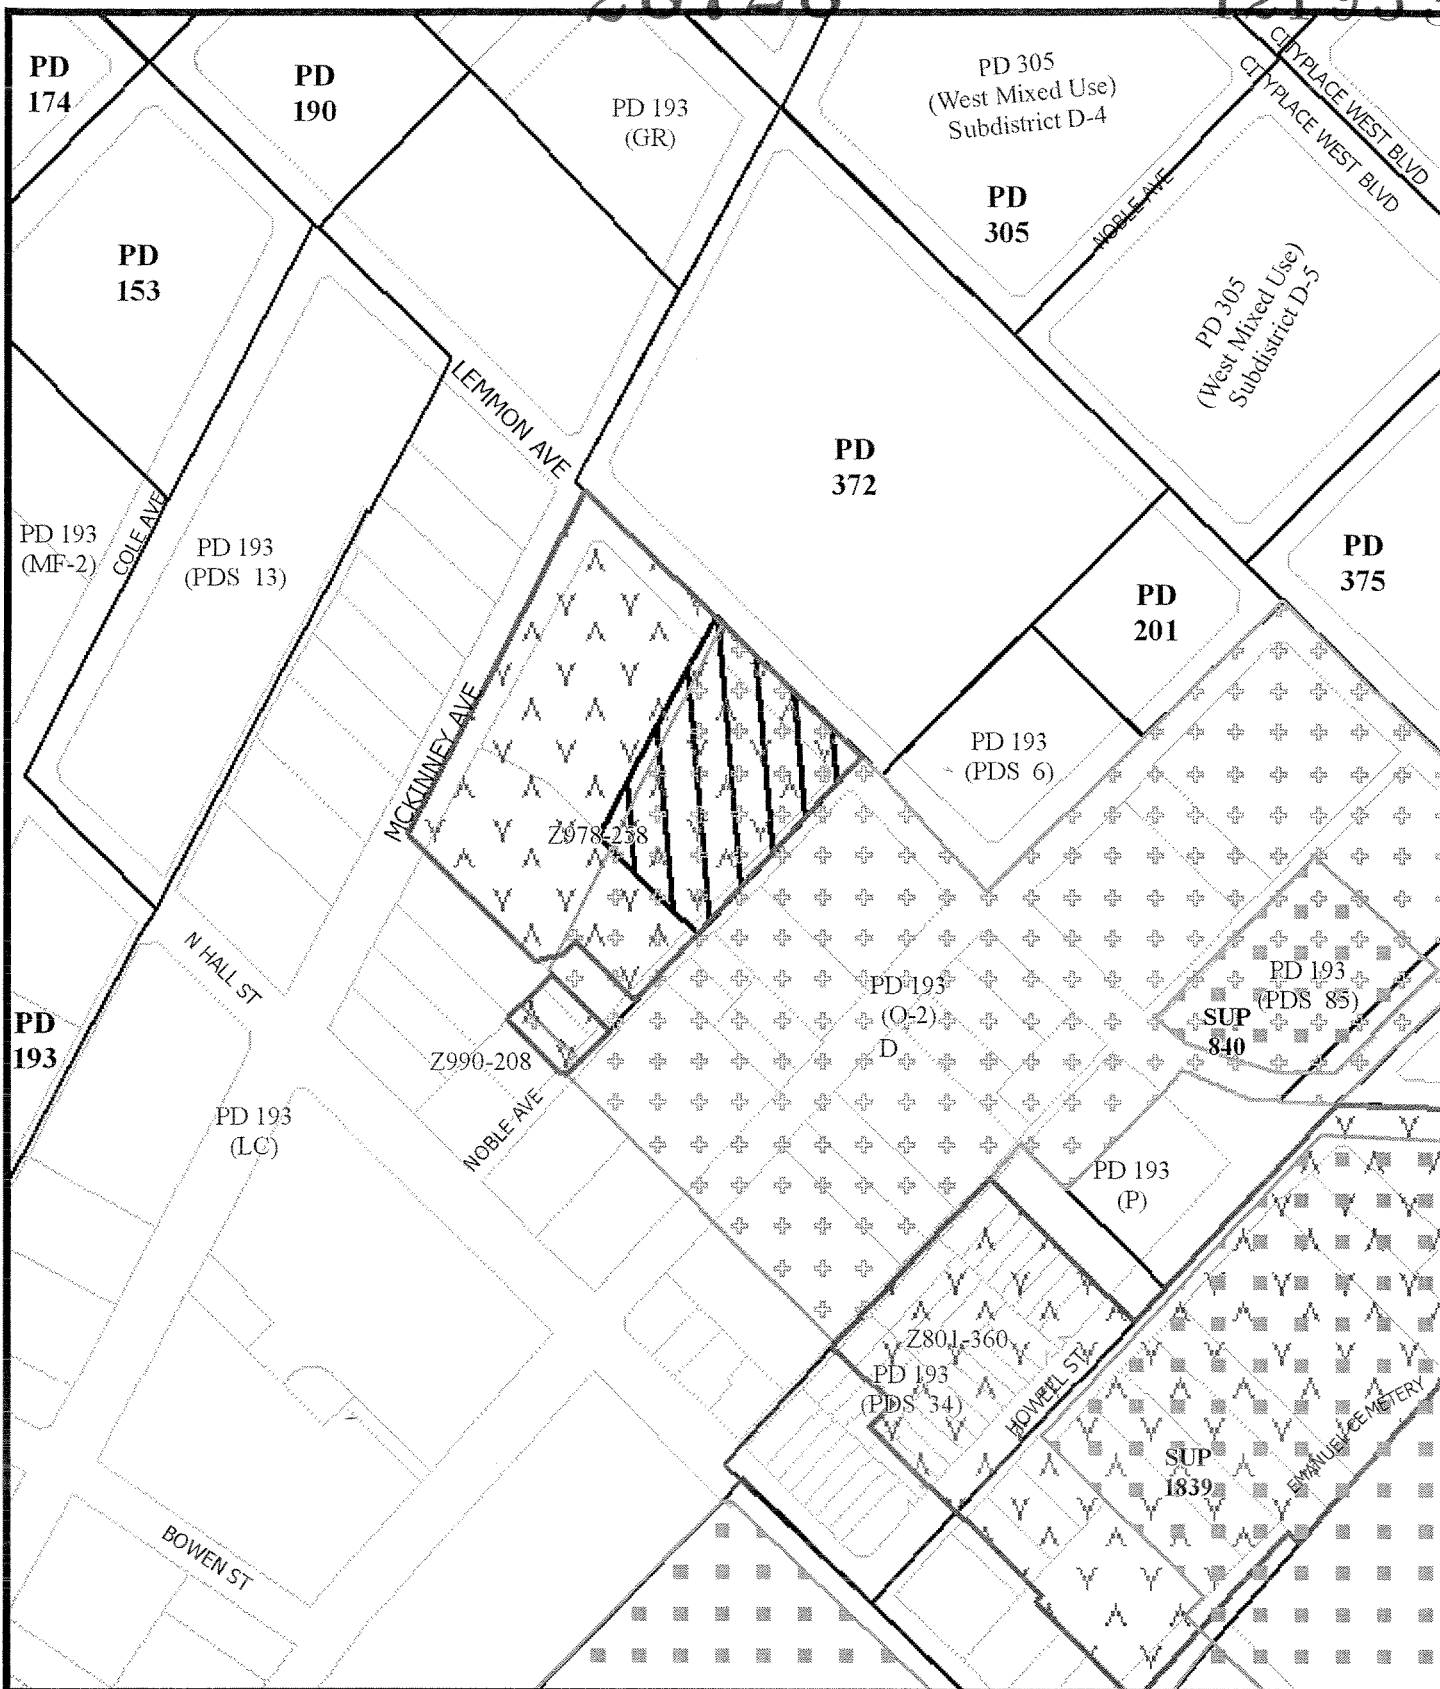 PD
174
PD
190
PD 193
(GR)
PD 305
(West Mixed Use)
Subdistrict D-4
CITYPLACE WEST BLVD
CITYPLACE WEST BLVD
PD
305
NOBLE AVE
PD
153
PD 305
(West Mixed Use)
Subdistrict D-5
LEMMON AVE
PD
372
PD 193
(MF-2)
COLE AVE
PD 193
(PDS 13)
PD
375
PD
201
MCKINNEY AVE
PD 193
(PDS 6)
Z978-258
N HALL ST
PD 193
(O-2)
D
PD 193
(PDS 85)
SUP
840
PD
193
Z990-208
NOBLE AVE
PD 193
(LC)
PD 193
(P)
Z801-360
PD 193
(PDS 34)
HOWELL ST
EMANUEL CEMETERY
SUP
1839
BOWEN ST